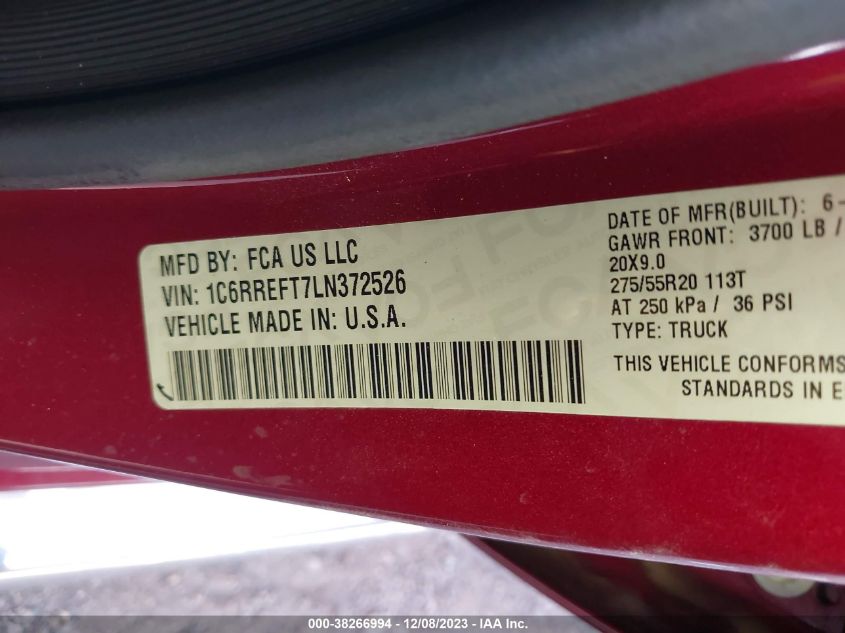 MFD BY: FCA US LLC
VIN: 1C6RREFT7LN372526
VEHICLE MADE IN: U.S.A.
DATE OF MFR(BUILT): 6-
GAWR FRONT: 3700 LB /
20X9.0
275/55R20 113T
AT 250 kPa / 36 PSI
TYPE: TRUCK
THIS VEHICLE CONFORMS
STANDARDS IN E
000-38266994 - 12/08/2023 - IAA Inc.